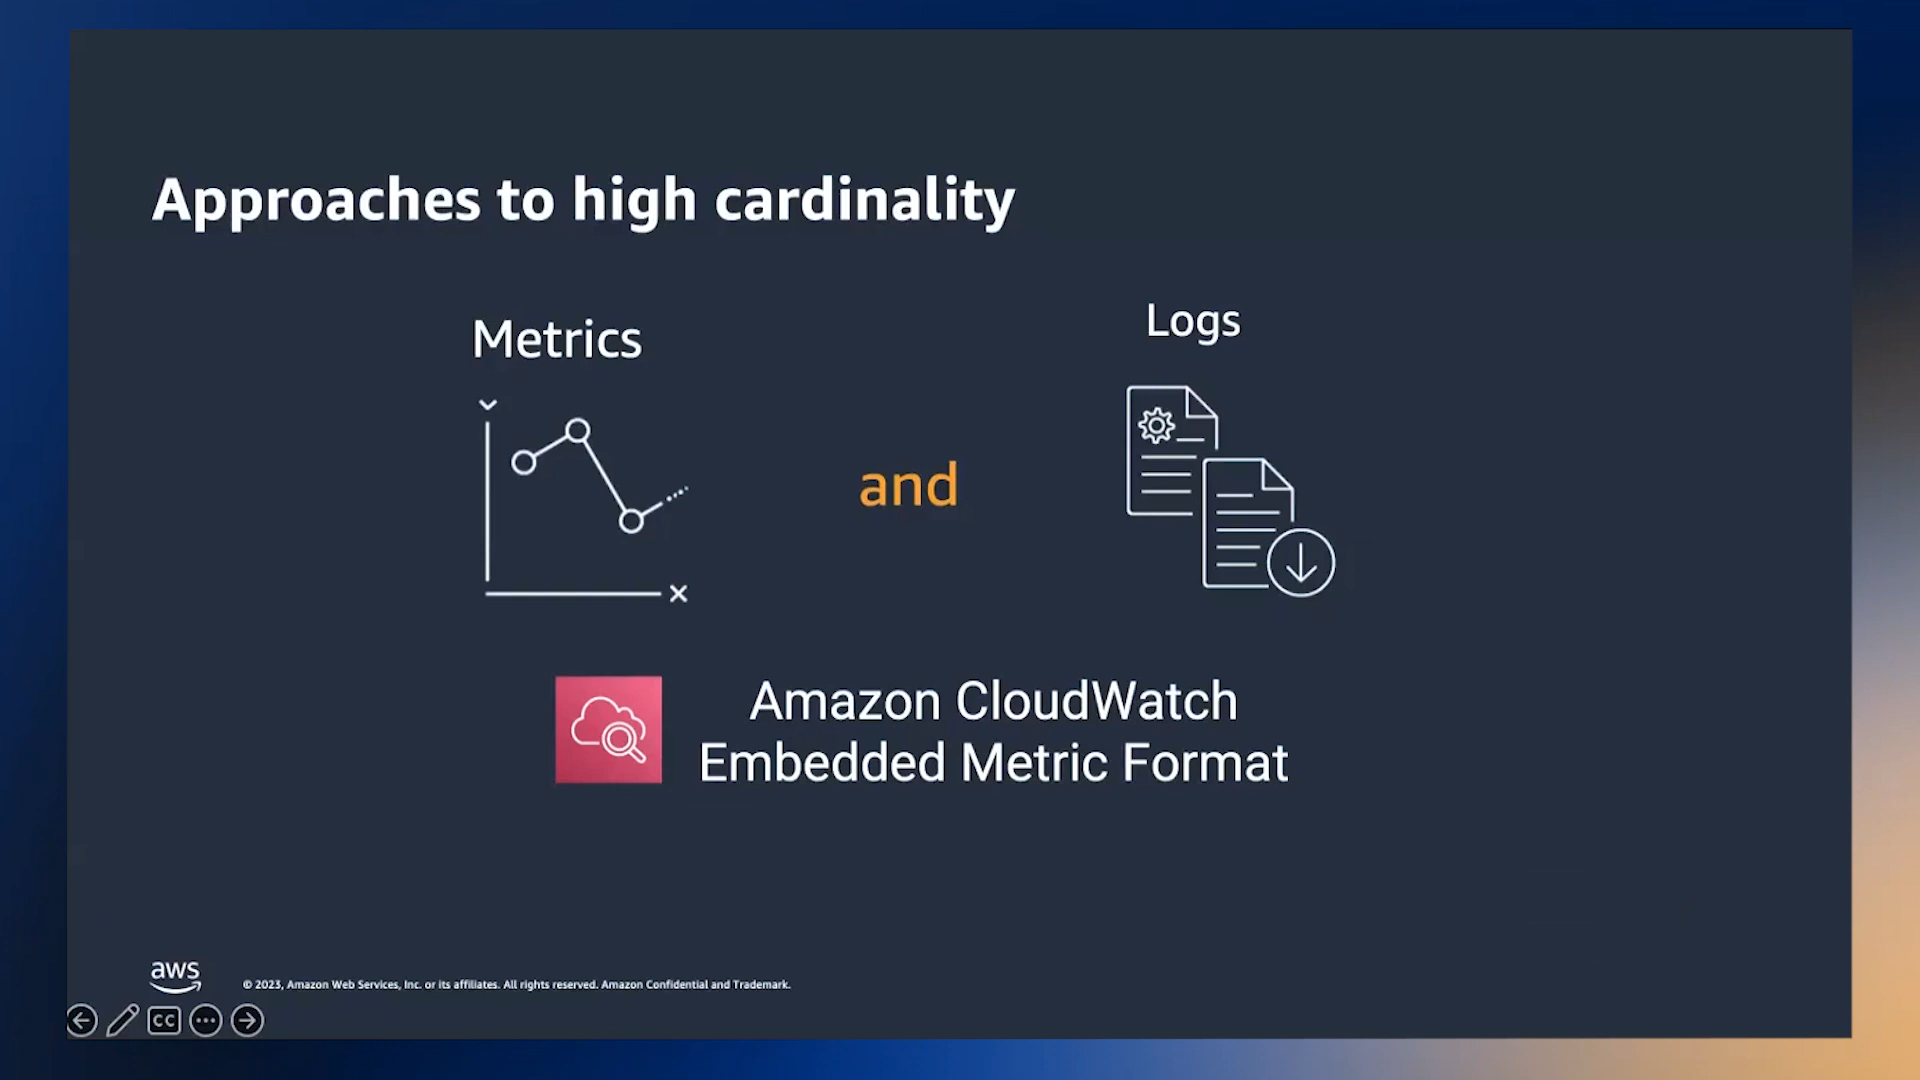 Approaches to high cardinality
Metrics
Logs
and
Amazon CloudWatch
Embedded Metric Format
aws
© 2023, Amazon Web Services, Inc. or its affiliates. All rights reserved. Amazon Confidential and Trademark.
CC